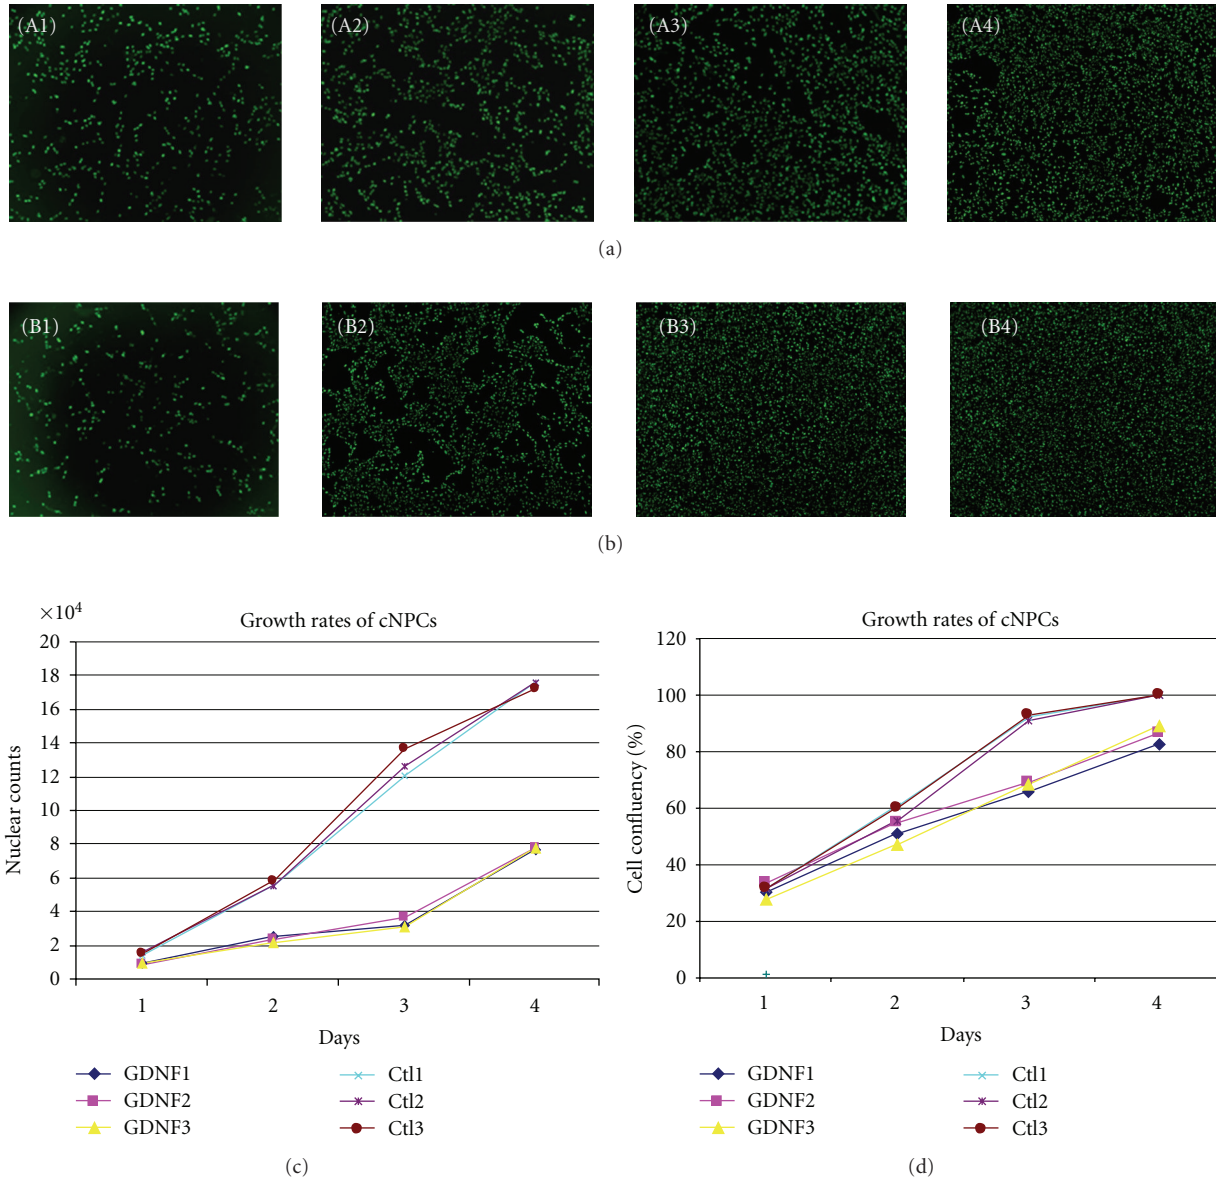 (A1)
(A2)
(A3)
(A4)
(a)
(B1)
(B2)
(B3)
(B4)
(b)
×10⁴
Growth rates of cNPCs
20
18
16
14
12
10
8
6
4
2
0
Nuclear counts
1 2 3 4
Days
GDNF1
GDNF2
GDNF3
Ctl1
Ctl2
Ctl3
(c)
Growth rates of cNPCs
120
100
80
60
40
20
0
Cell confluency (%)
1 2 3 4
Days
GDNF1
GDNF2
GDNF3
Ctl1
Ctl2
Ctl3
(d)